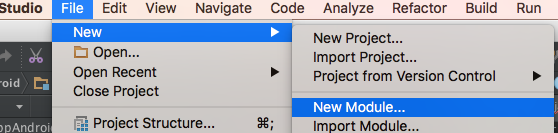 Studio File Edit View Navigate Code Analyze Refactor Build Run
New
Open...
Open Recent
Close Project
Project Structure... ⌘;
New Project...
Import Project...
Project from Version Control
New Module...
Import Module...
roid
ppAndroi